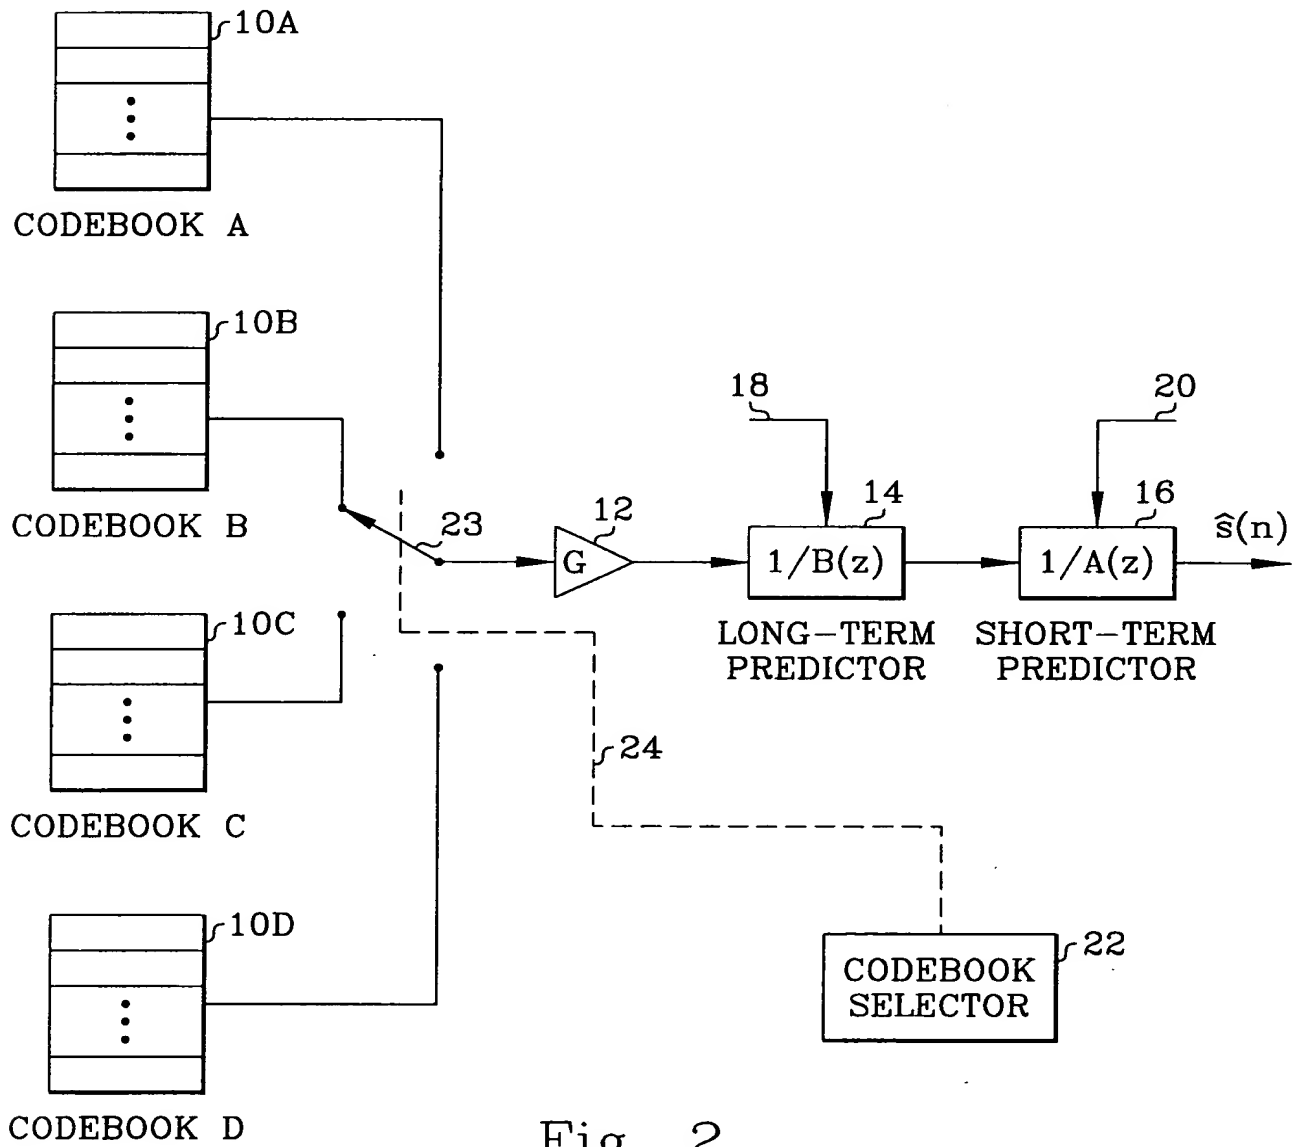 10A
CODEBOOK A
10B
CODEBOOK B
18
20
12
14
16
23
G
1/B(z)
1/A(z)
ŝ(n)
LONG-TERM
PREDICTOR
SHORT-TERM
PREDICTOR
10C
CODEBOOK C
24
10D
CODEBOOK D
22
CODEBOOK
SELECTOR
Fig. 2